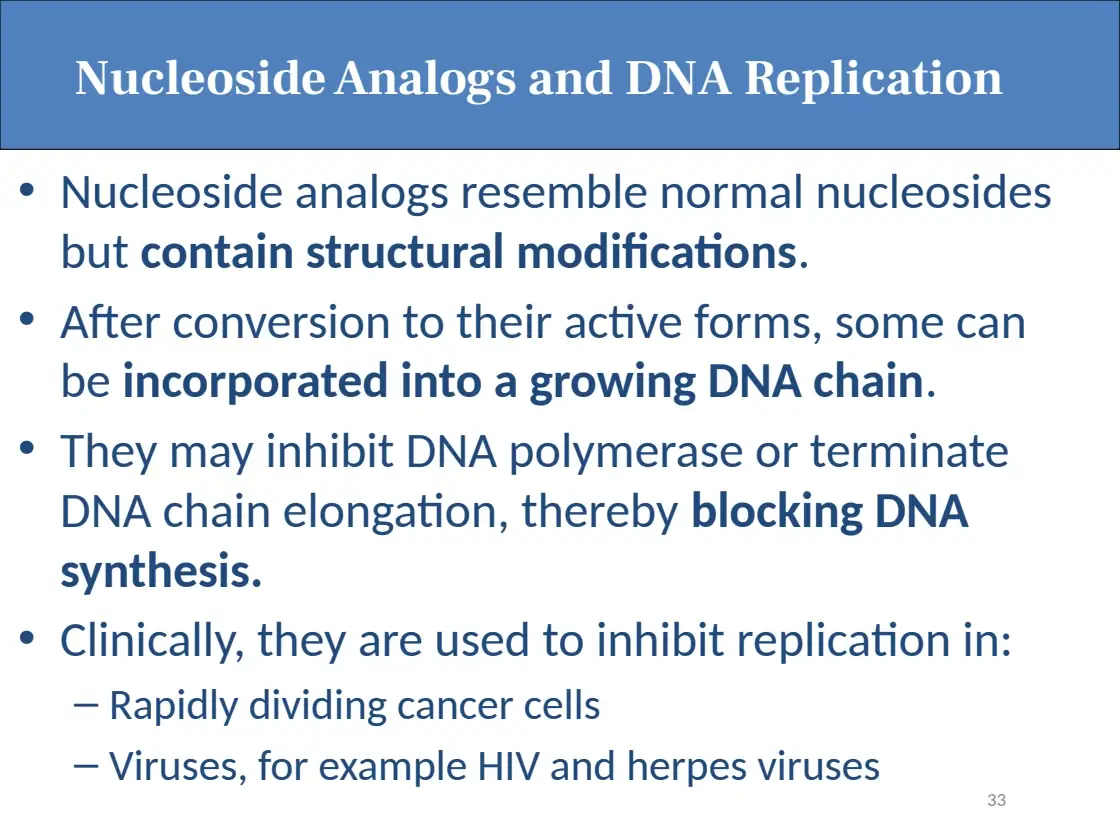 Nucleoside Analogs and DNA Replication
• Nucleoside analogs resemble normal nucleosides
but contain structural modifications.
• After conversion to their active forms, some can
be incorporated into a growing DNA chain.
• They may inhibit DNA polymerase or terminate
DNA chain elongation, thereby blocking DNA
synthesis.
• Clinically, they are used to inhibit replication in:
– Rapidly dividing cancer cells
– Viruses, for example HIV and herpes viruses
33